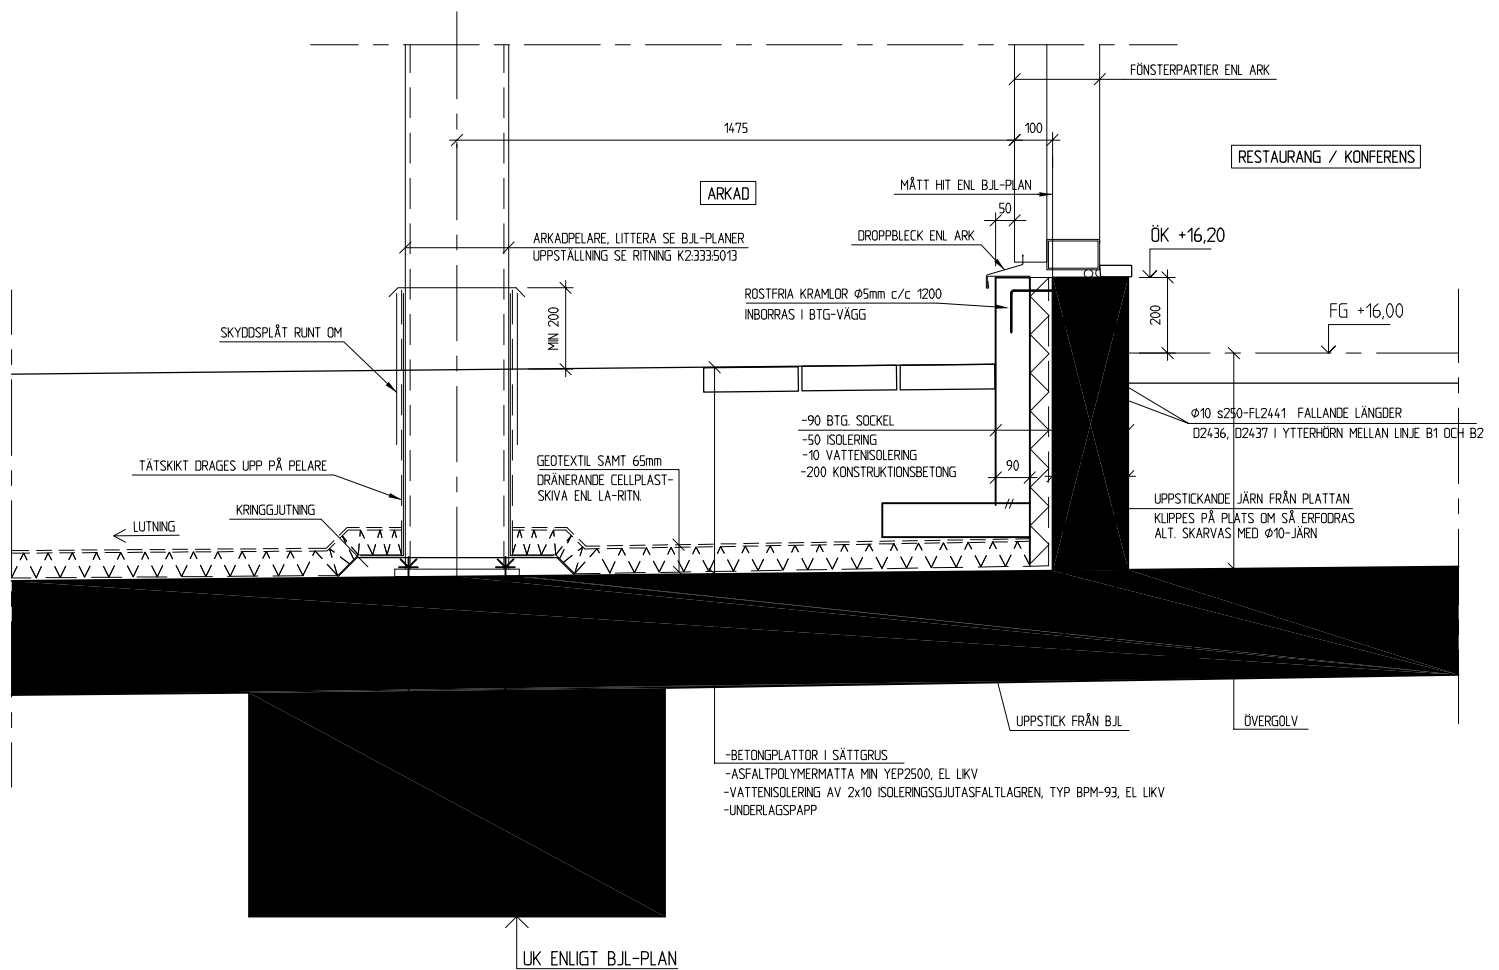 FÖNSTERPARTIER ENL ARK
1475
100
RESTAURANG / KONFERENS
ARKAD
MÅTT HIT ENL BJL-PLAN
50
ARKADPELARE, LITTERA SE BJL-PLANER
UPPSTÄLLNING SE RITNING K2:333:5013
DROPPBLECK ENL ARK
ÖK +16,20
ROSTFRIA KRAMLOR Ø5mm c/c 1200
INBORRAS I BTG-VÄGG
200
FG +16,00
SKYDDSPLÅT RUNT OM
MIN 200
-90 BTG. SOCKEL
-50 ISOLERING
-10 VATTENISOLERING
-200 KONSTRUKTIONSBETONG
Ø10 s250-FL2441 FALLANDE LÄNGDER
D2436, D2437 I YTTERHÖRN MELLAN LINJE B1 OCH B2
TÄTSKIKT DRAGES UPP PÅ PELARE
GEOTEXTIL SAMT 65mm
DRÄNERANDE CELLPLAST-
SKIVA ENL LA-RITN.
90
KRINGGJUTNING
LUTNING
UPPSTICKANDE JÄRN FRÅN PLATTAN
KLIPPES PÅ PLATS OM SÅ ERFODRAS
ALT. SKARVAS MED Ø10-JÄRN
UPPSTICK FRÅN BJL
ÖVERGOLV
-BETONGPLATTOR I SÄTTGRUS
-ASFALTPOLYMERMATTA MIN YEP2500, EL LIKV
-VATTENISOLERING AV 2x10 ISOLERINGSGJUTASFALTLAGREN, TYP BPM-93, EL LIKV
-UNDERLAGSPAPP
UK ENLIGT BJL-PLAN